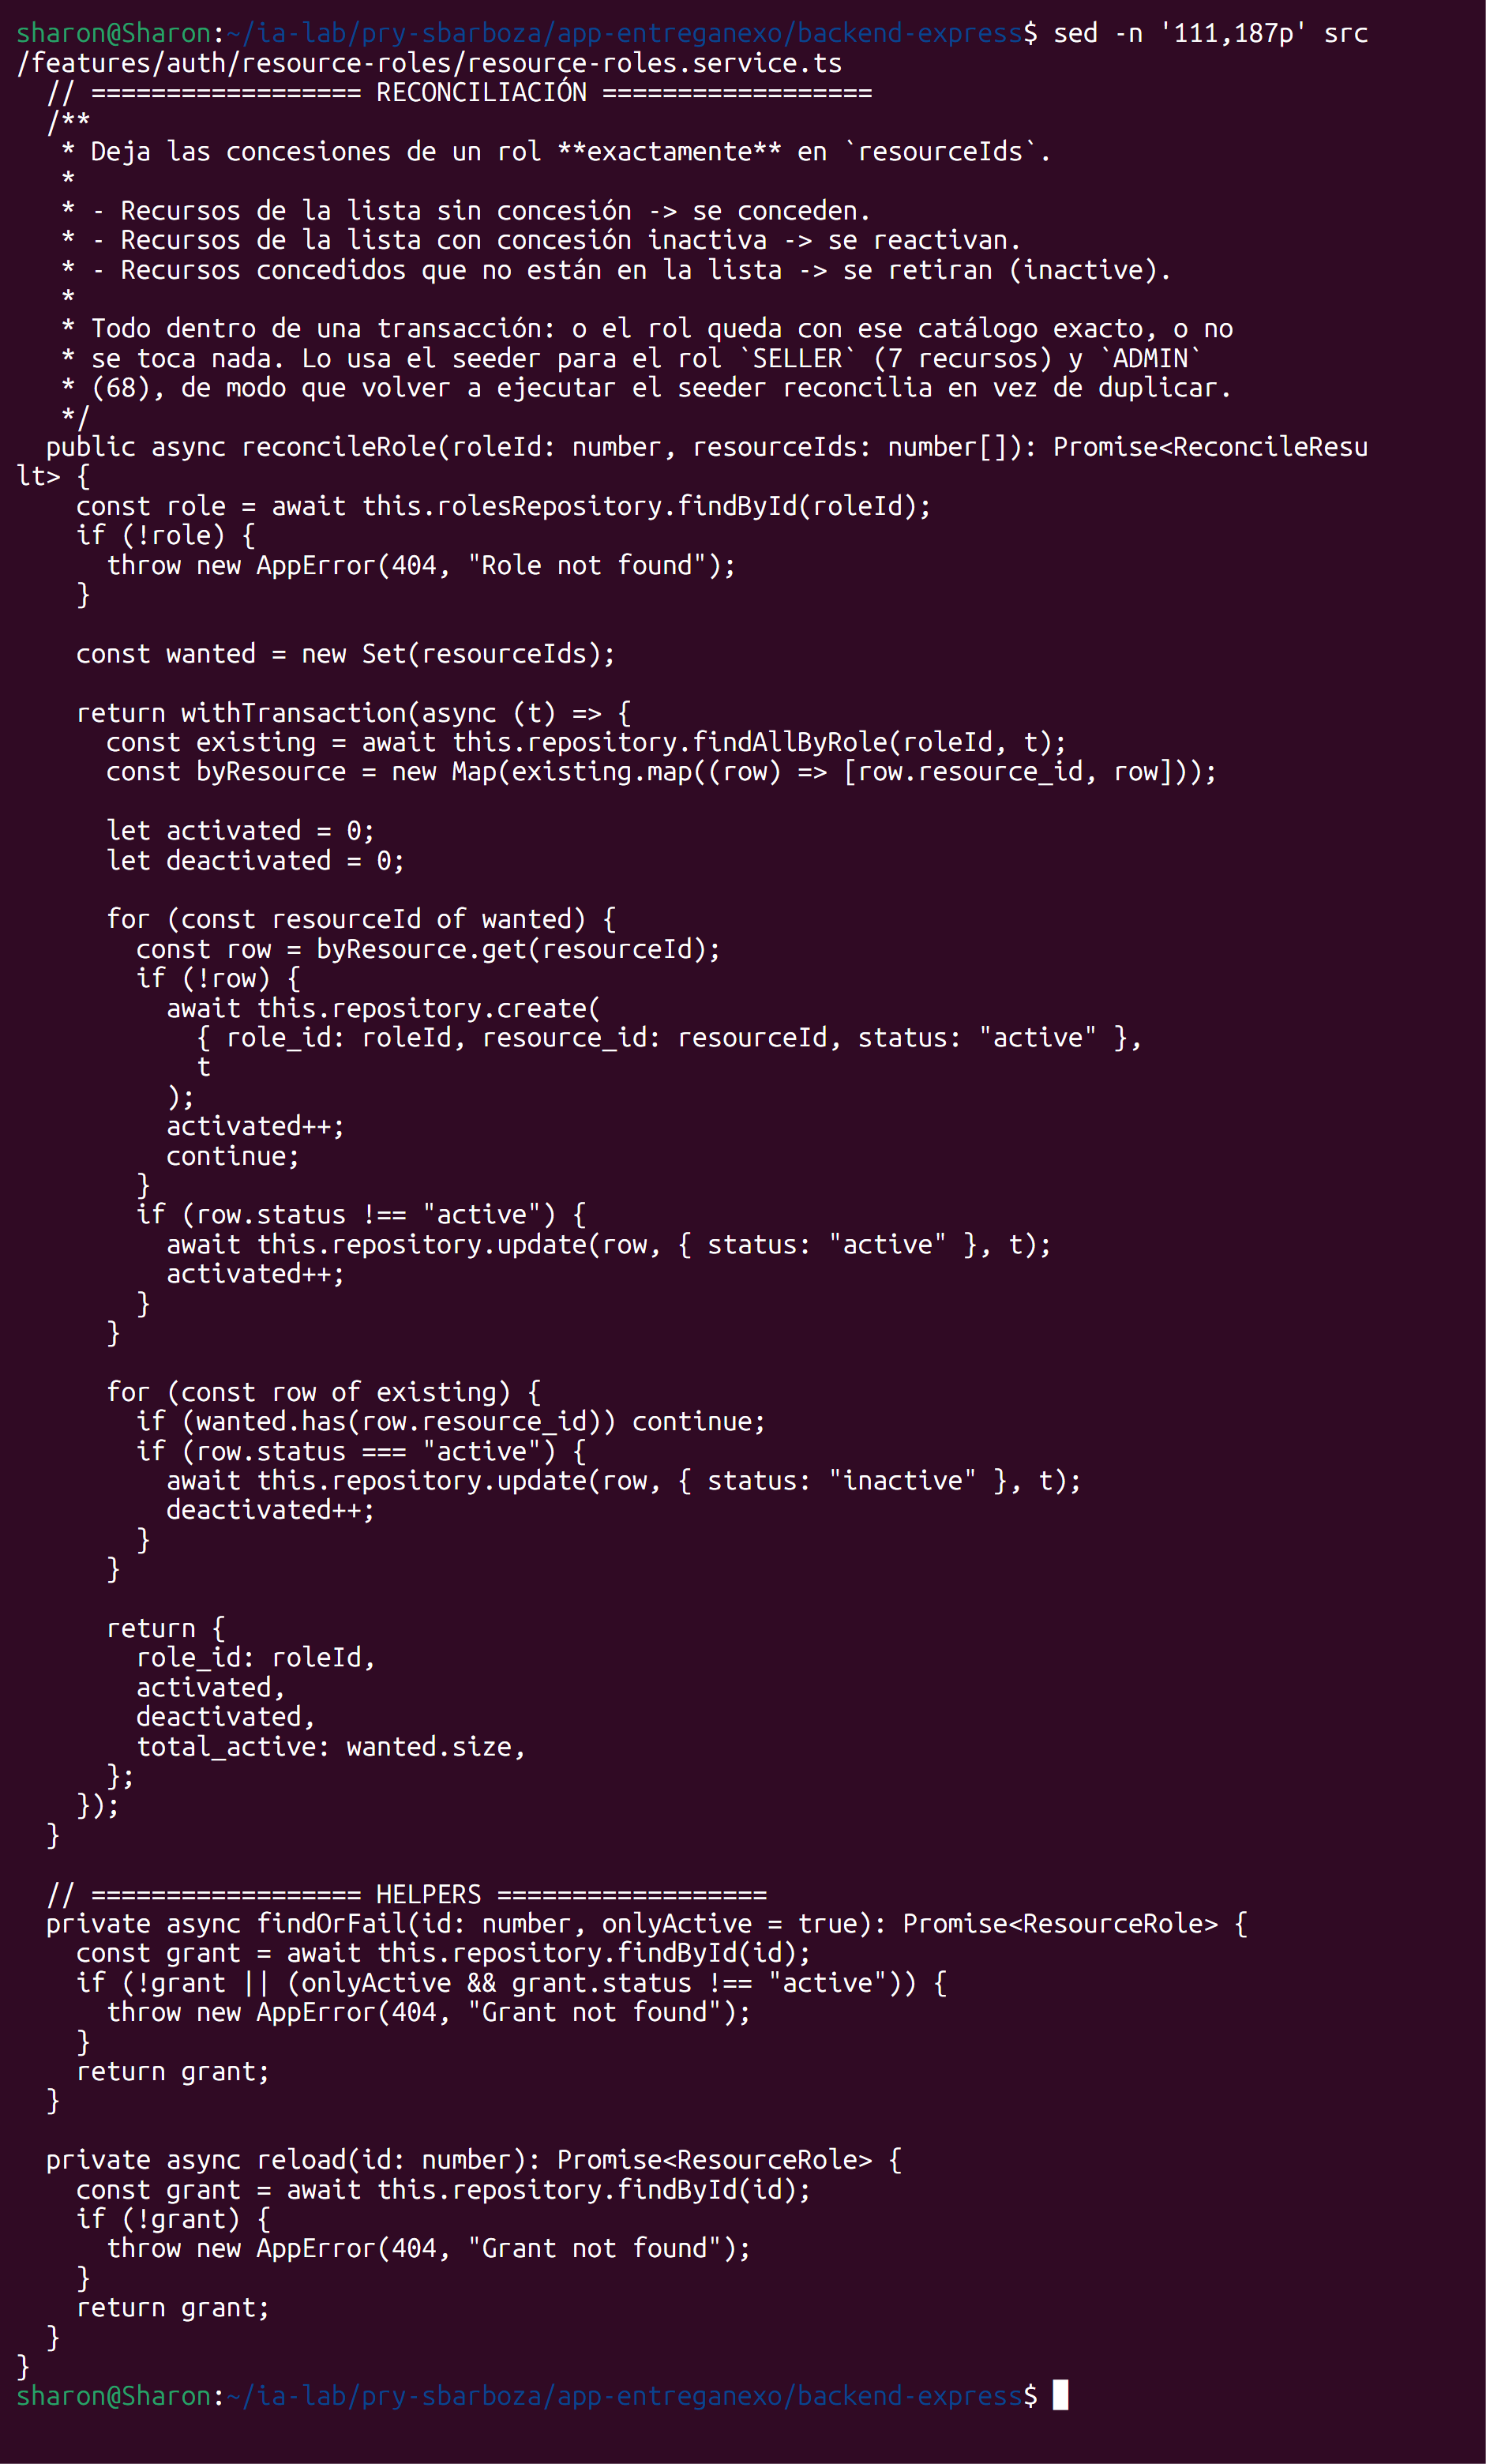 sharon@Sharon:~/ia-lab/pry-sbarboza/app-entreganexo/backend-express$ sed -n '111,187p' src
/features/auth/resource-roles/resource-roles.service.ts
  // ================== RECONCILIACIÓN ==================
  /**
   * Deja las concesiones de un rol **exactamente** en `resourceIds`.
   *
   * - Recursos de la lista sin concesión -> se conceden.
   * - Recursos de la lista con concesión inactiva -> se reactivan.
   * - Recursos concedidos que no están en la lista -> se retiran (inactive).
   *
   * Todo dentro de una transacción: o el rol queda con ese catálogo exacto, o no
   * se toca nada. Lo usa el seeder para el rol `SELLER` (7 recursos) y `ADMIN`
   * (68), de modo que volver a ejecutar el seeder reconcilia en vez de duplicar.
   */
  public async reconcileRole(roleId: number, resourceIds: number[]): Promise<ReconcileResu
lt> {
    const role = await this.rolesRepository.findById(roleId);
    if (!role) {
      throw new AppError(404, "Role not found");
    }

    const wanted = new Set(resourceIds);

    return withTransaction(async (t) => {
      const existing = await this.repository.findAllByRole(roleId, t);
      const byResource = new Map(existing.map((row) => [row.resource_id, row]));

      let activated = 0;
      let deactivated = 0;

      for (const resourceId of wanted) {
        const row = byResource.get(resourceId);
        if (!row) {
          await this.repository.create(
            { role_id: roleId, resource_id: resourceId, status: "active" },
            t
          );
          activated++;
          continue;
        }
        if (row.status !== "active") {
          await this.repository.update(row, { status: "active" }, t);
          activated++;
        }
      }

      for (const row of existing) {
        if (wanted.has(row.resource_id)) continue;
        if (row.status === "active") {
          await this.repository.update(row, { status: "inactive" }, t);
          deactivated++;
        }
      }

      return {
        role_id: roleId,
        activated,
        deactivated,
        total_active: wanted.size,
      };
    });
  }

  // ================== HELPERS ==================
  private async findOrFail(id: number, onlyActive = true): Promise<ResourceRole> {
    const grant = await this.repository.findById(id);
    if (!grant || (onlyActive && grant.status !== "active")) {
      throw new AppError(404, "Grant not found");
    }
    return grant;
  }

  private async reload(id: number): Promise<ResourceRole> {
    const grant = await this.repository.findById(id);
    if (!grant) {
      throw new AppError(404, "Grant not found");
    }
    return grant;
  }
}
sharon@Sharon:~/ia-lab/pry-sbarboza/app-entreganexo/backend-express$